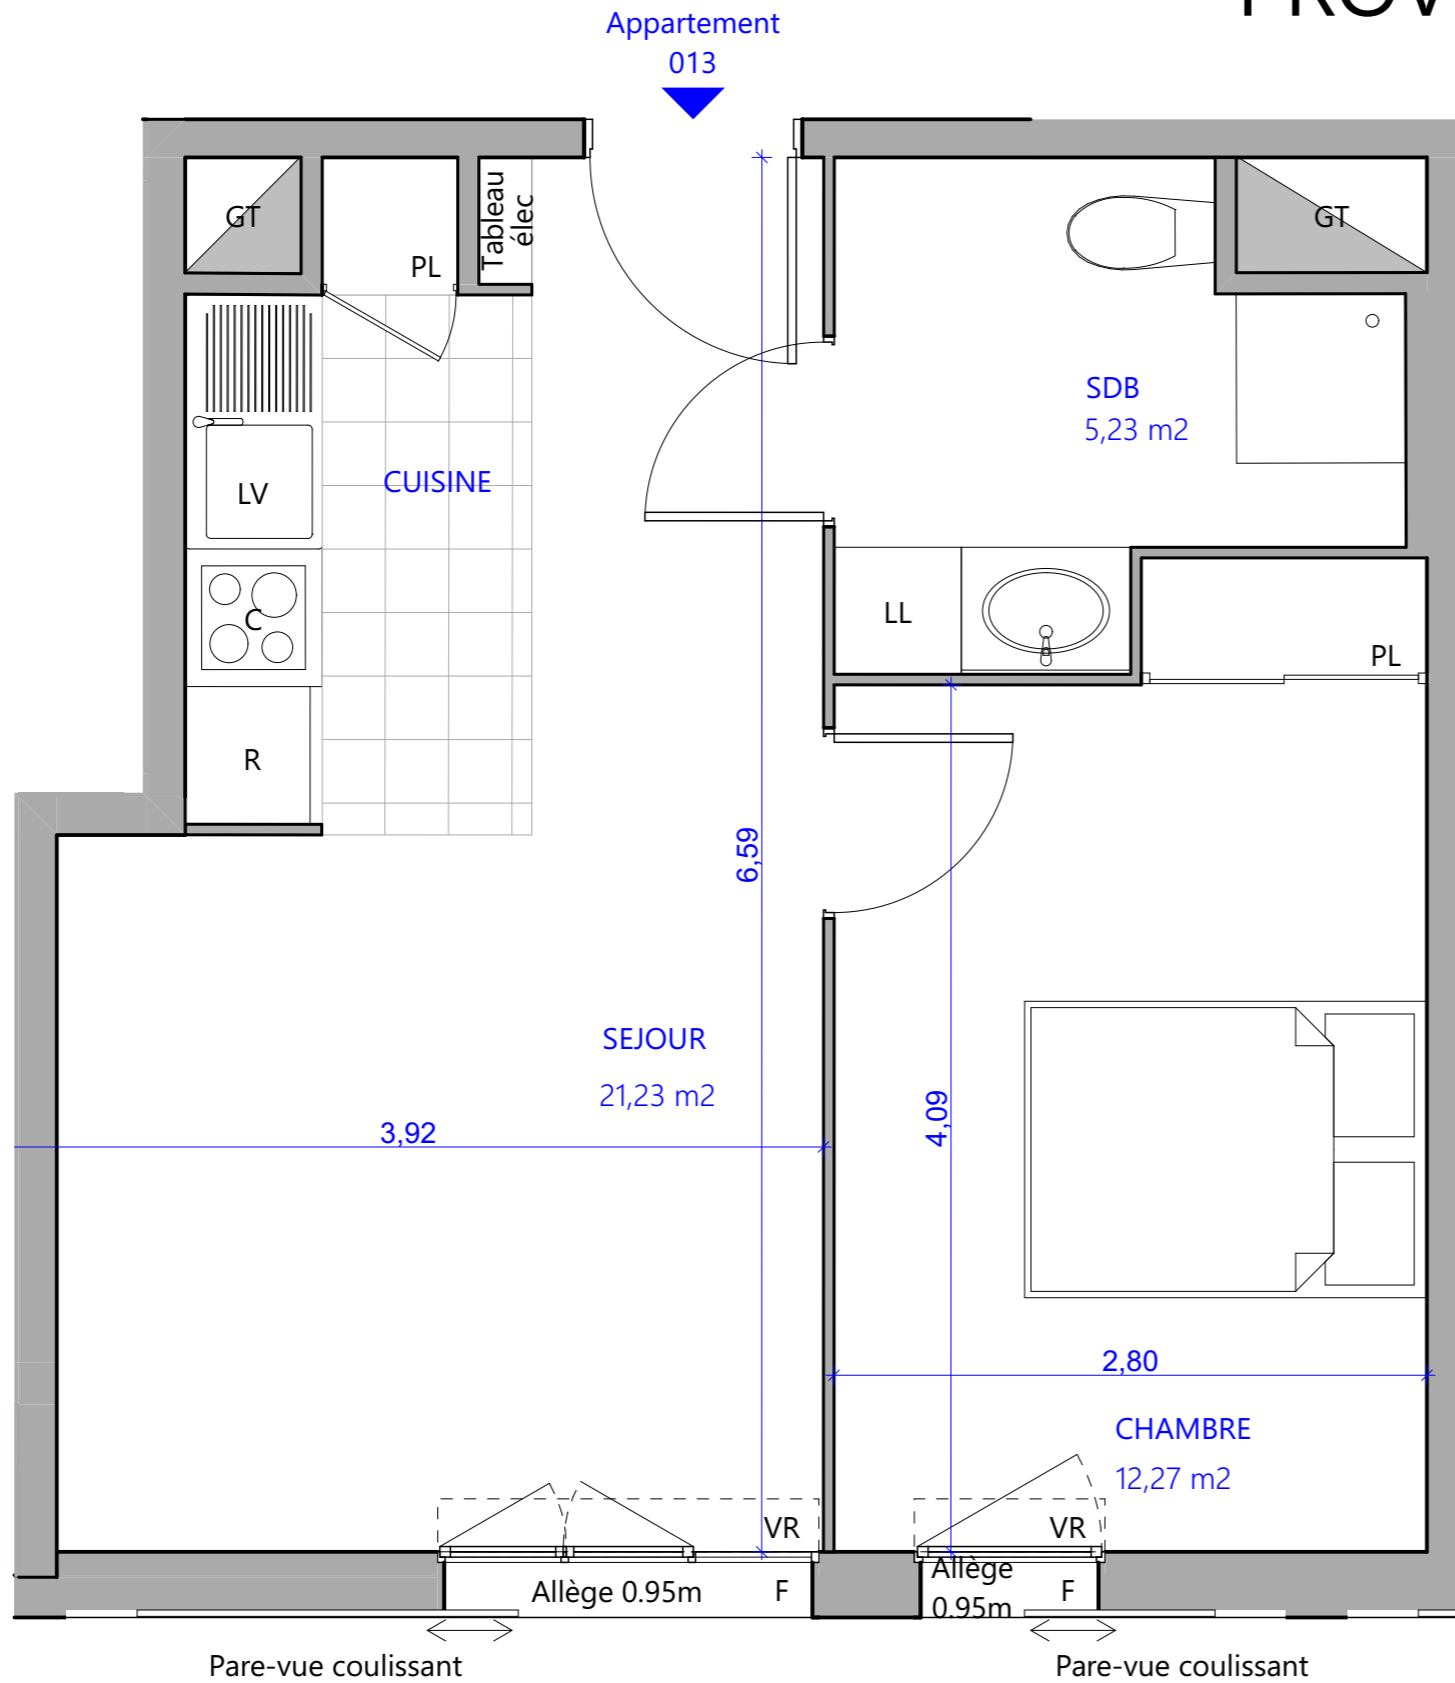 PROV
Appartement
013
GT
PL
Tableau
élec
GT
SDB
5,23 m2
CUISINE
LV
C
LL
PL
R
6,59
SEJOUR
21,23 m2
3,92
4,09
2,80
CHAMBRE
12,27 m2
VR
VR
Allège 0.95m
F
Allège
0.95m
F
Pare-vue coulissant
Pare-vue coulissant